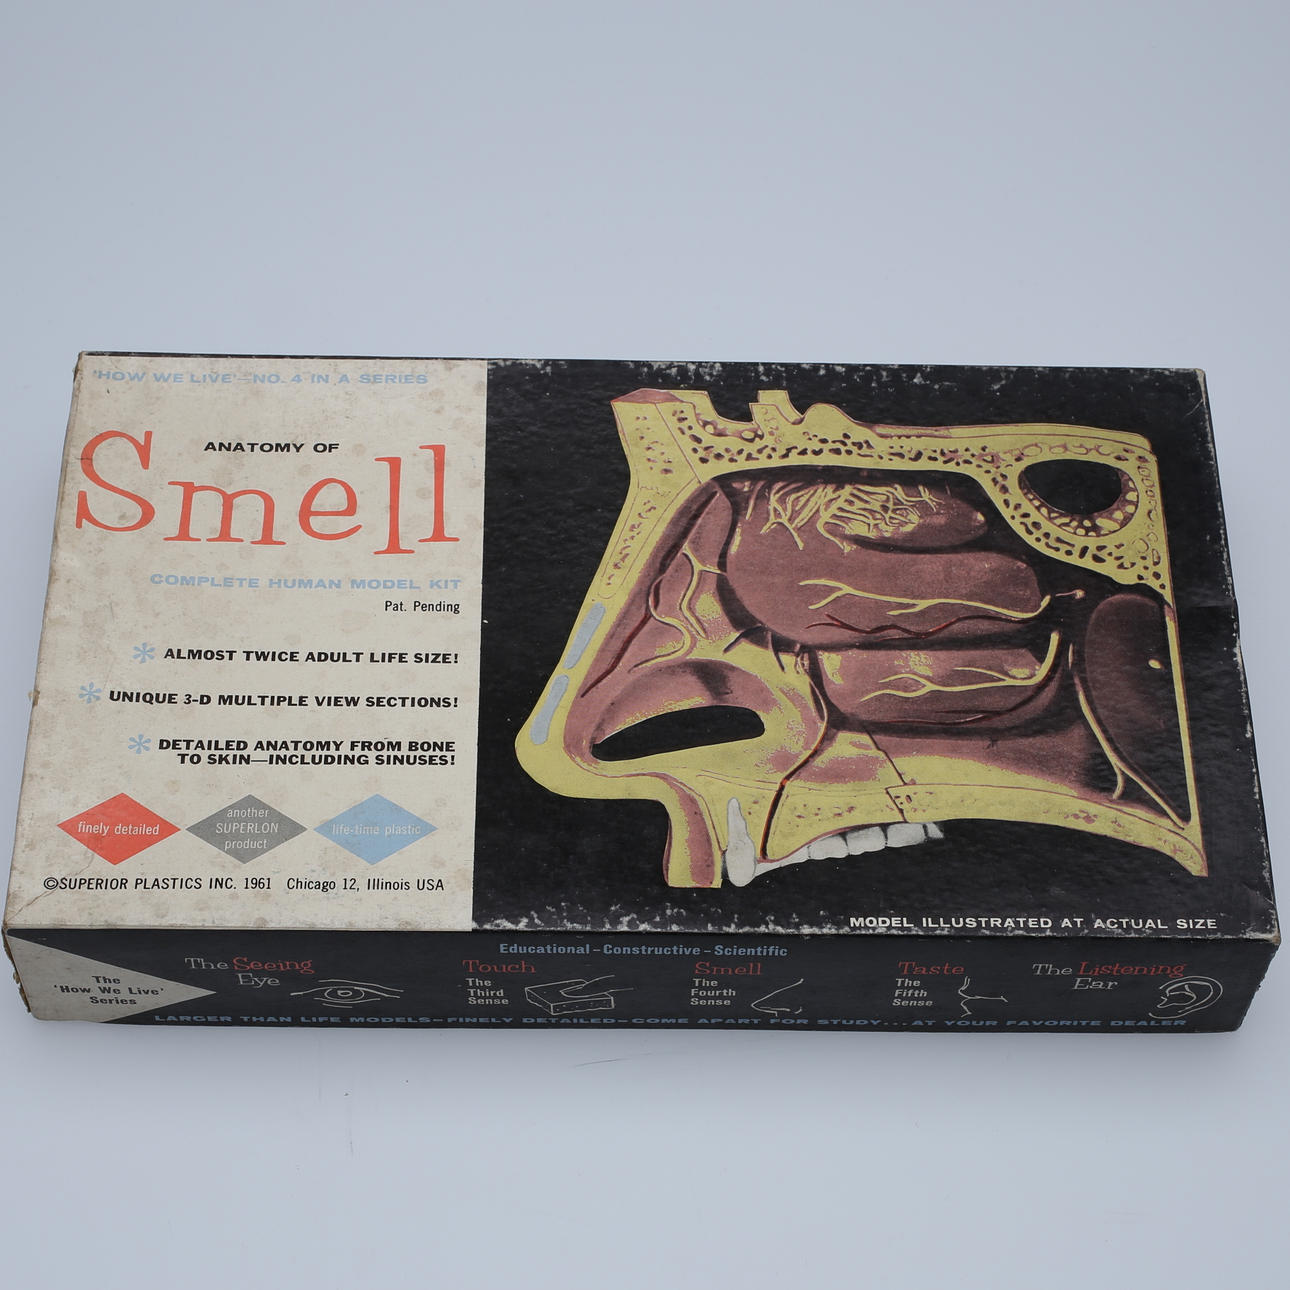 'HOW WE LIVE'—NO. 4 IN A SERIES
ANATOMY OF
Smell
COMPLETE HUMAN MODEL KIT
Pat. Pending
* ALMOST TWICE ADULT LIFE SIZE!
* UNIQUE 3-D MULTIPLE VIEW SECTIONS!
* DETAILED ANATOMY FROM BONE
TO SKIN—INCLUDING SINUSES!
finely detailed
another
SUPERLON
product
life-time plastic
©SUPERIOR PLASTICS INC. 1961 Chicago 12, Illinois USA
MODEL ILLUSTRATED AT ACTUAL SIZE
Educational–Constructive–Scientific
The
'How We Live'
Series
The Seeing
Eye
Touch
The
Third
Sense
Smell
The
Fourth
Sense
Taste
The
Fifth
Sense
The Listening
Ear
LARGER THAN LIFE MODELS—FINELY DETAILED—COME APART FOR STUDY...AT YOUR FAVORITE DEALER